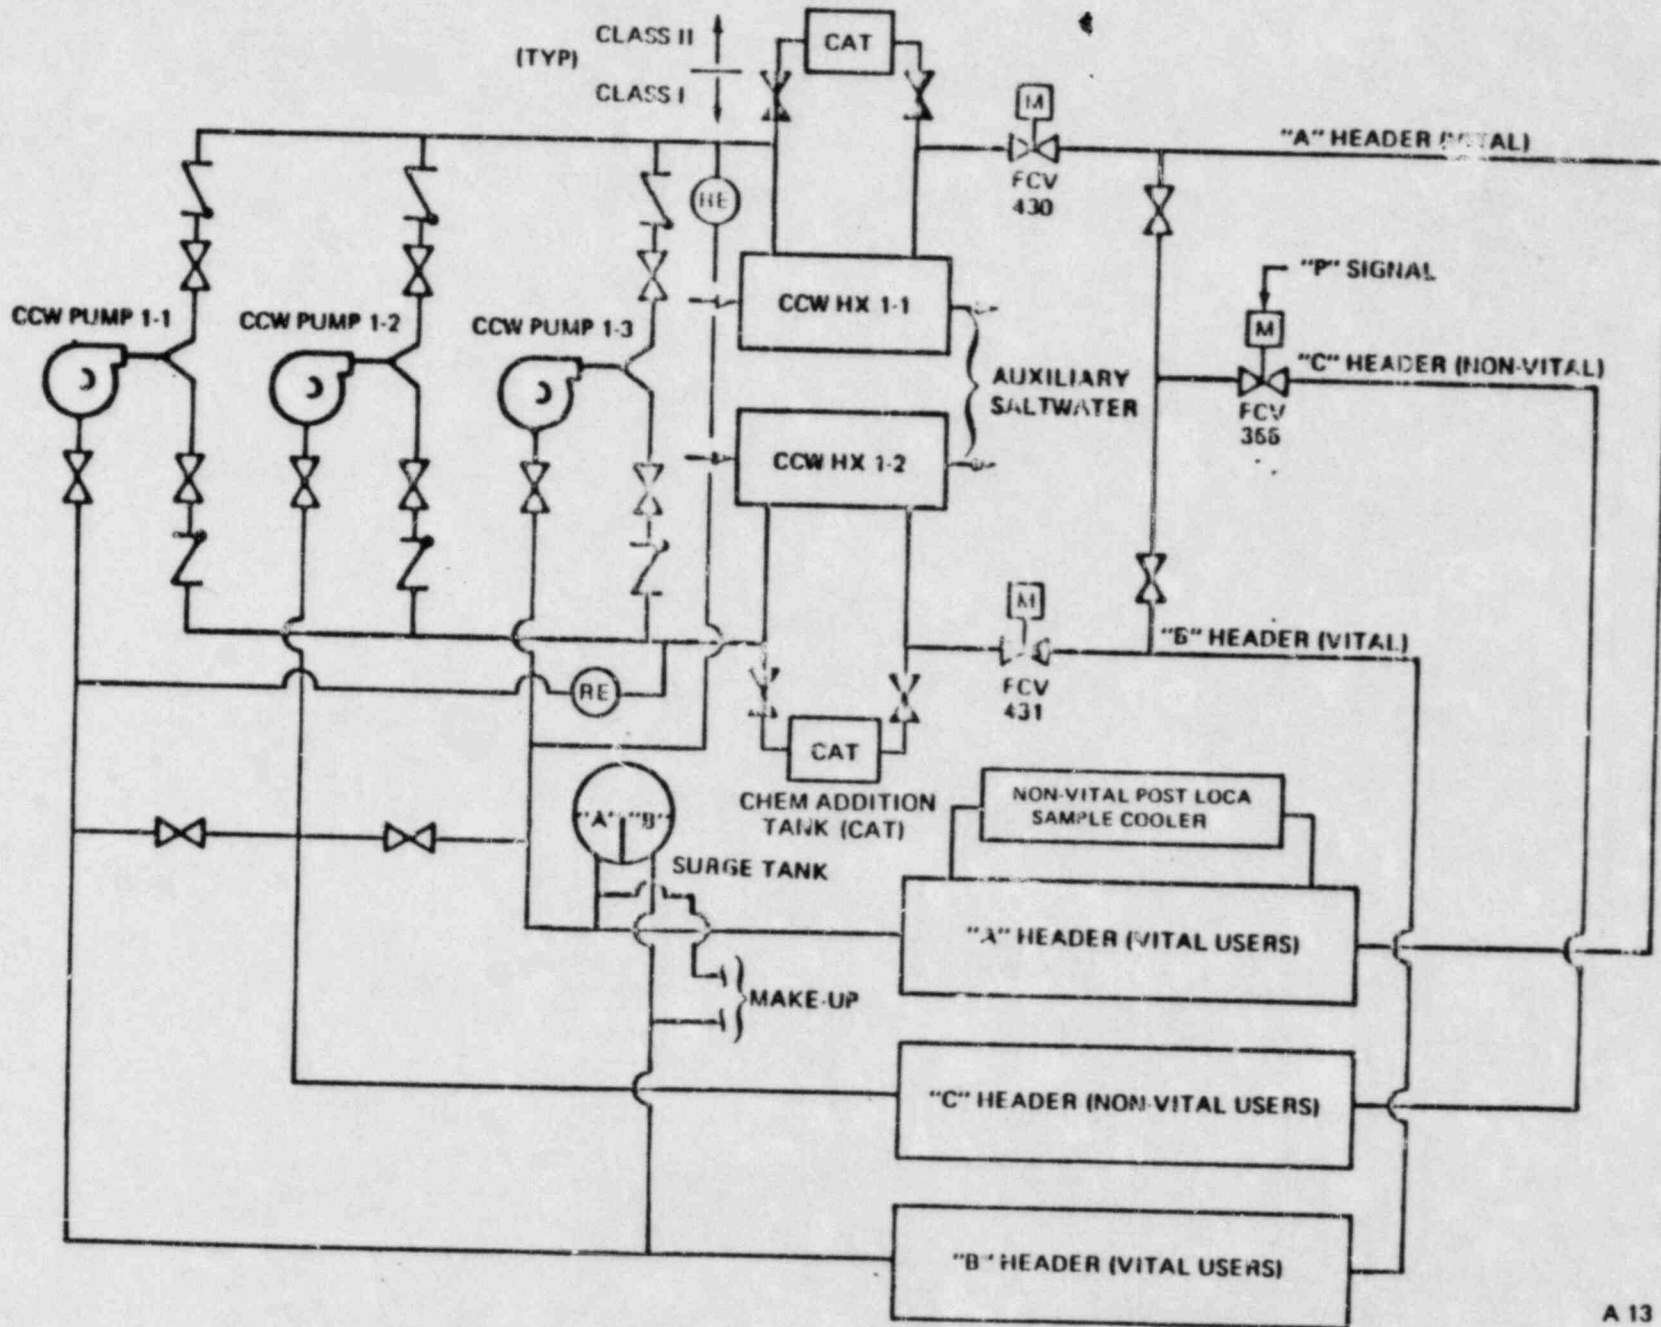 CLASS II
(TYP)
CLASS I
CAT
M
"A" HEADER (VITAL)
FCV
430
RE
"P" SIGNAL
M
CCW PUMP 1-1
CCW PUMP 1-2
CCW PUMP 1-3
CCW HX 1-1
"C" HEADER (NON-VITAL)
AUXILIARY
SALTWATER
FCV
CCW HX 1-2
M
"B" HEADER (VITAL)
FCV
431
RE
CAT
CHEM ADDITION
TANK (CAT)
NON-VITAL POST LOCA
SAMPLE COOLER
"A" "B"
SURGE TANK
"A" HEADER (VITAL USERS)
MAKE-UP
"C" HEADER (NON-VITAL USERS)
"B" HEADER (VITAL USERS)
A 13